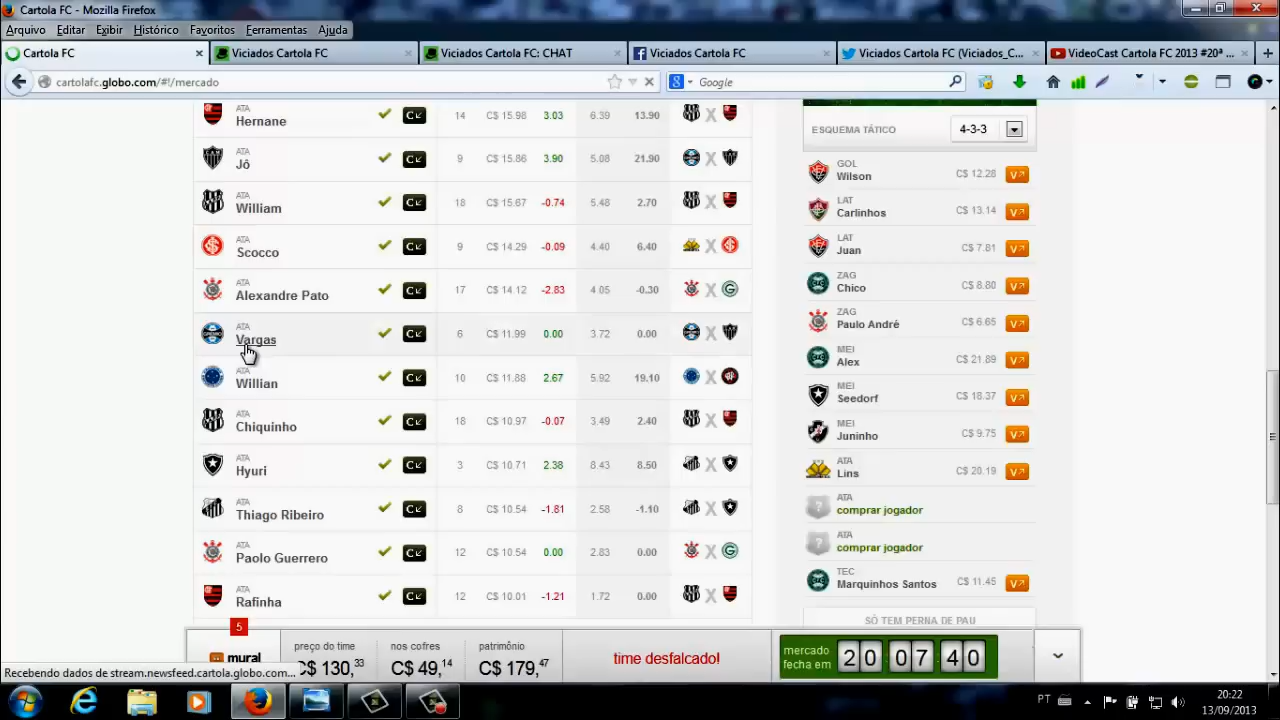 Cartola FC - Mozilla Firefox
Arquivo Editar Exibir Histórico Favoritos Ferramentas Ajuda
Cartola FC
Viciados Cartola FC
Viciados Cartola FC: CHAT
Viciados Cartola FC
Viciados Cartola FC (Viciados_C...
VideoCast Cartola FC 2013 #20ª ...
cartolafc.globo.com/#!/mercado
Google
Hernane 14 C$ 15.98 3.03 6.39 13.90 X
ATA
Jô 9 C$ 15.86 3.90 5.08 21.90 X
ATA
William 18 C$ 15.67 -0.74 5.48 2.70 X
ATA
Scocco 9 C$ 14.29 -0.09 4.40 6.40 X
ATA
Alexandre Pato 17 C$ 14.12 -2.83 4.05 -0.30 X
ATA
Vargas 6 C$ 11.99 0.00 3.72 0.00 X
ATA
Willian 10 C$ 11.88 2.67 5.92 19.10 X
ATA
Chiquinho 18 C$ 10.97 -0.07 3.49 2.40 X
ATA
Hyuri 3 C$ 10.71 2.38 8.43 8.50 X
ATA
Thiago Ribeiro 8 C$ 10.54 -1.81 2.58 -1.10 X
ATA
Paolo Guerrero 12 C$ 10.54 0.00 2.83 0.00 X
ATA
Rafinha 12 C$ 10.01 -1.21 1.72 0.00 X
ESQUEMA TÁTICO 4-3-3
GOL
Wilson C$ 12.28 V
LAT
Carlinhos C$ 13.14 V
LAT
Juan C$ 7.81 V
ZAG
Chico C$ 8.80 V
ZAG
Paulo André C$ 6.65 V
MEI
Alex C$ 21.89 V
MEI
Seedorf C$ 18.37 V
MEI
Juninho C$ 9.75 V
ATA
Lins C$ 20.19 V
ATA
comprar jogador
ATA
comprar jogador
TEC
Marquinhos Santos C$ 11.45 V
SÓ TEM PERNA DE PAU
5
mural
preço do time
C$ 130,33
nos cofres
C$ 49,14
patrimônio
C$ 179,47
time desfalcado!
mercado
fecha em
20 07 40
Recebendo dados de stream.newsfeed.cartola.globo.com...
PT
20:22
13/09/2013